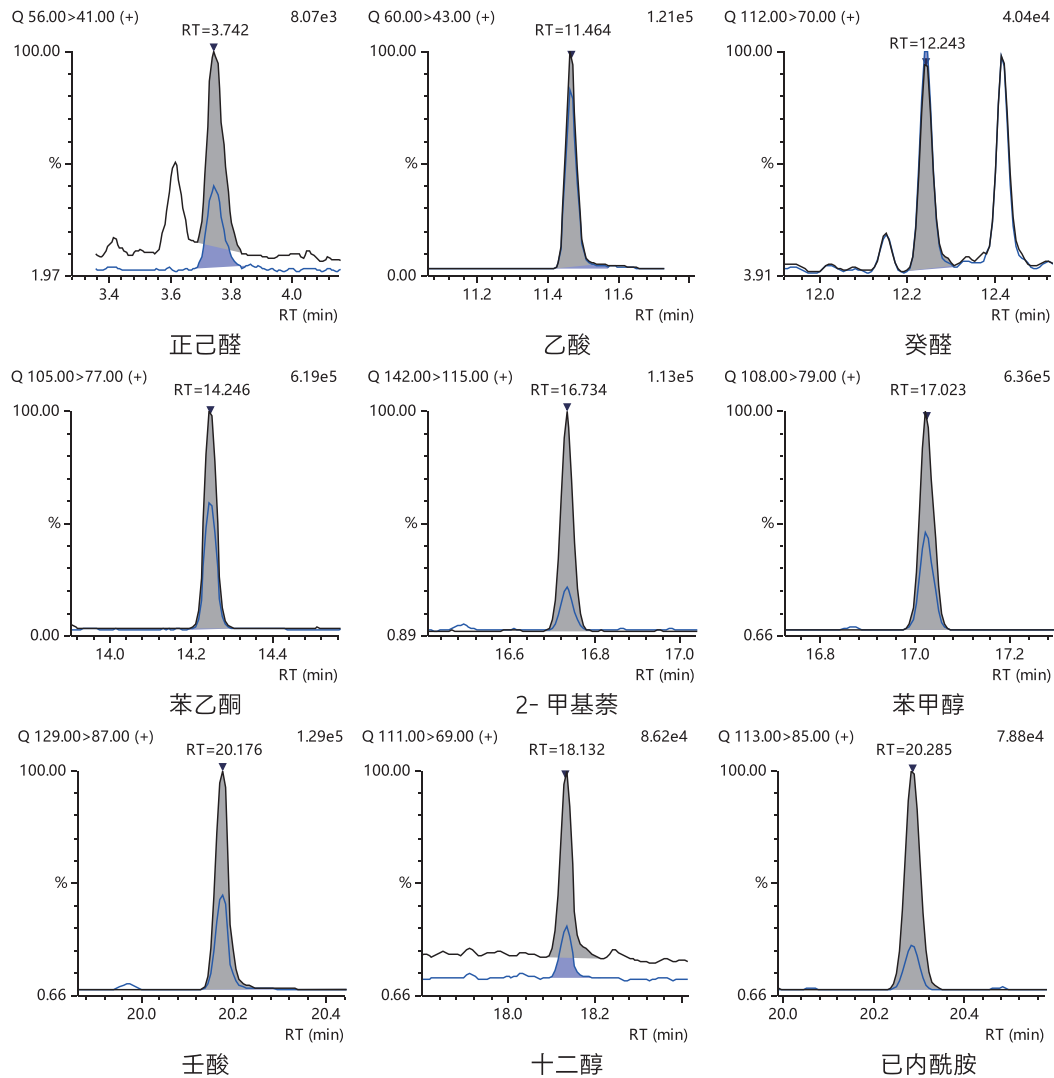 Q 56.00>41.00 (+) 8.07e3
RT=3.742
100.00
%
1.97
3.4 3.6 3.8 4.0
RT (min)
正己醛
Q 60.00>43.00 (+) 1.21e5
RT=11.464
100.00
%
0.00
11.2 11.4 11.6
RT (min)
乙酸
Q 112.00>70.00 (+) 4.04e4
RT=12.243
100.00
%
3.91
12.0 12.2 12.4
RT (min)
癸醛
Q 105.00>77.00 (+) 6.19e5
RT=14.246
100.00
%
0.00
14.0 14.2 14.4
RT (min)
苯乙酮
Q 142.00>115.00 (+) 1.13e5
RT=16.734
100.00
%
0.89
16.6 16.8 17.0
RT (min)
2- 甲基萘
Q 108.00>79.00 (+) 6.36e5
RT=17.023
100.00
%
0.66
16.8 17.0 17.2
RT (min)
苯甲醇
Q 129.00>87.00 (+) 1.29e5
RT=20.176
100.00
%
0.66
20.0 20.2 20.4
RT (min)
壬酸
Q 111.00>69.00 (+) 8.62e4
RT=18.132
100.00
%
0.66
18.0 18.2
RT (min)
十二醇
Q 113.00>85.00 (+) 7.88e4
RT=20.285
100.00
%
0.66
20.0 20.2 20.4
RT (min)
已内酰胺